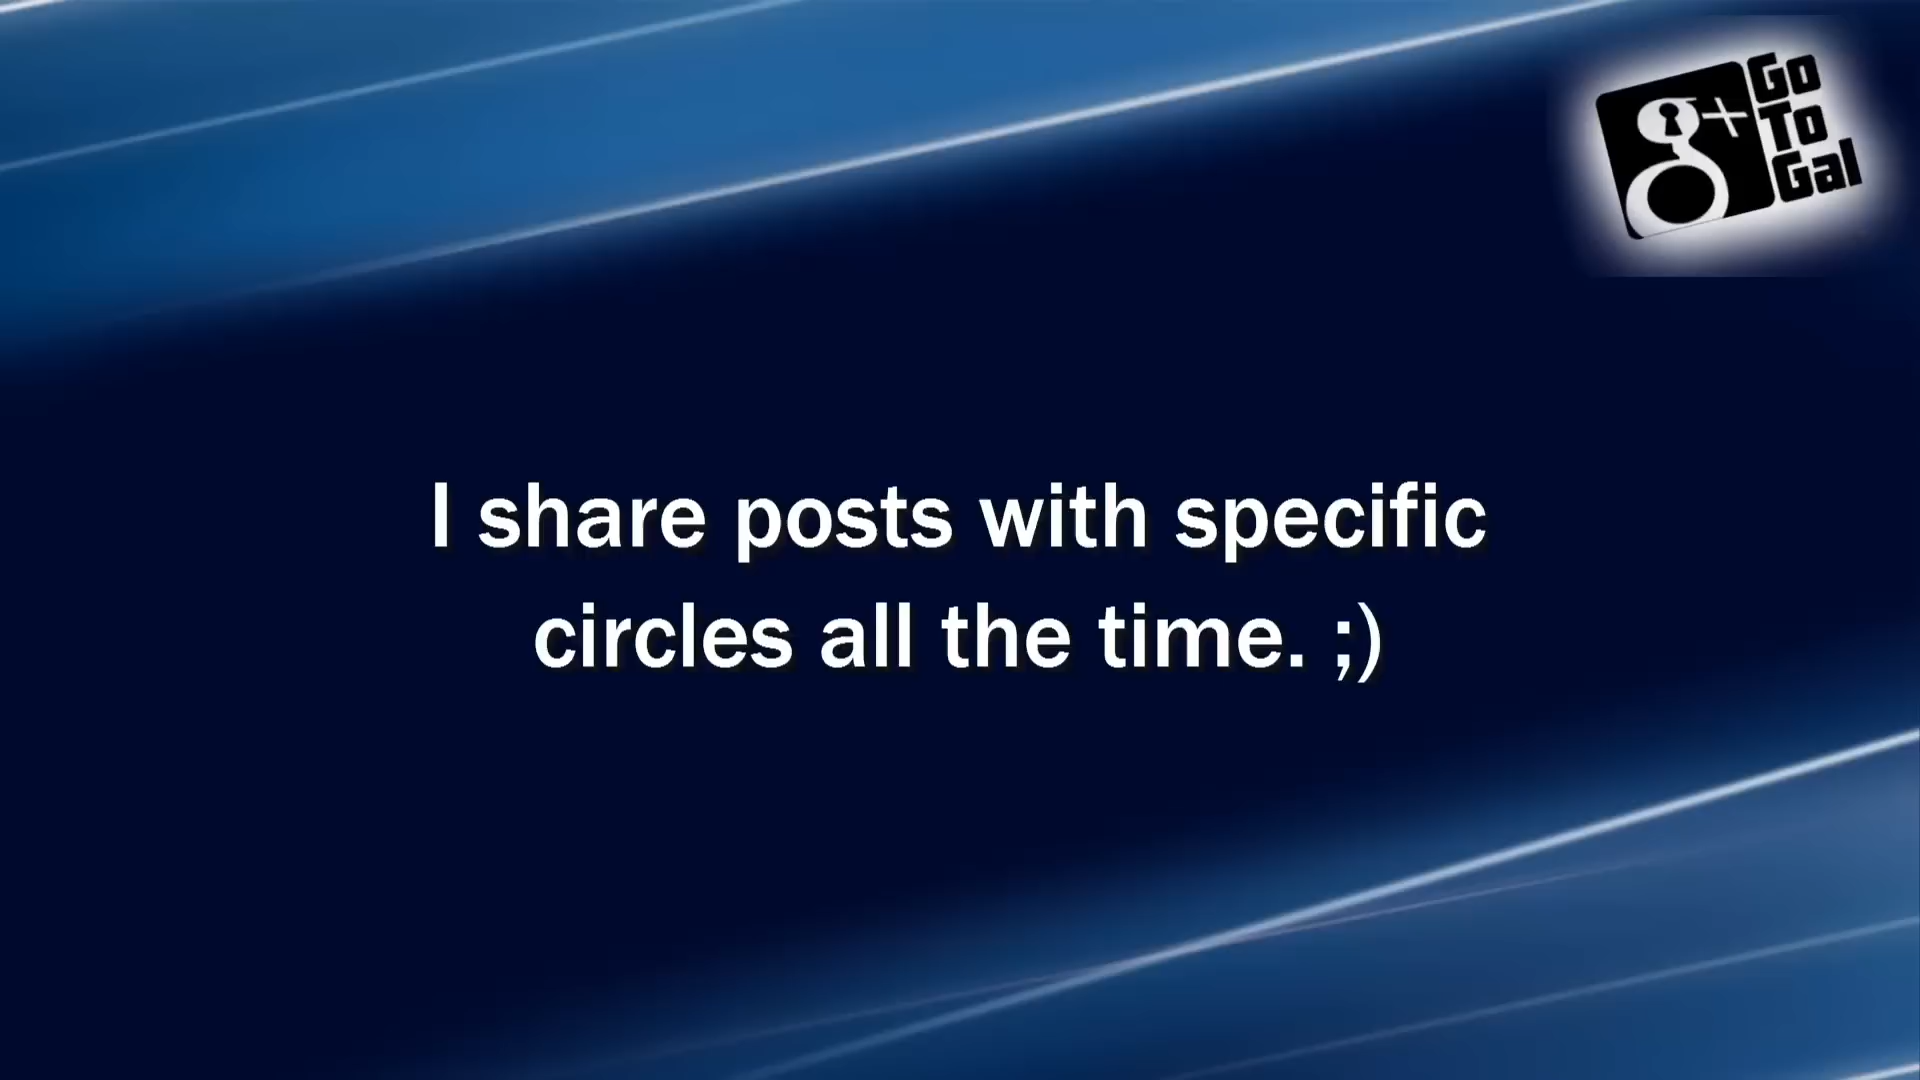 g+
Go
To
Gal
I share posts with specific
circles all the time. ;)